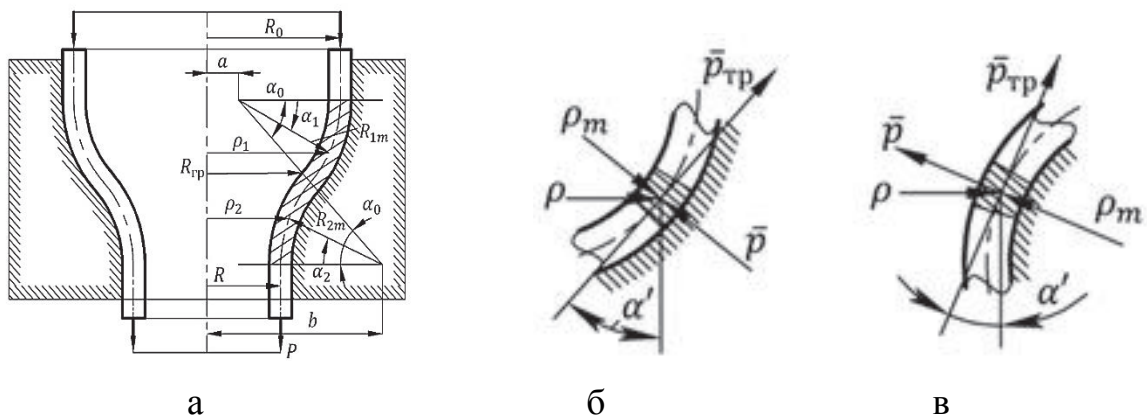 R₀
a
α₀
α₁
R₁ₘ
ρ₁
Rгр
ρ₂
R₂ₘ
α₀
α₂
R
b
P
p̄тр
ρₘ
ρ
p̄
α′
p̄тр
p̄
ρ
ρₘ
α′
а б в